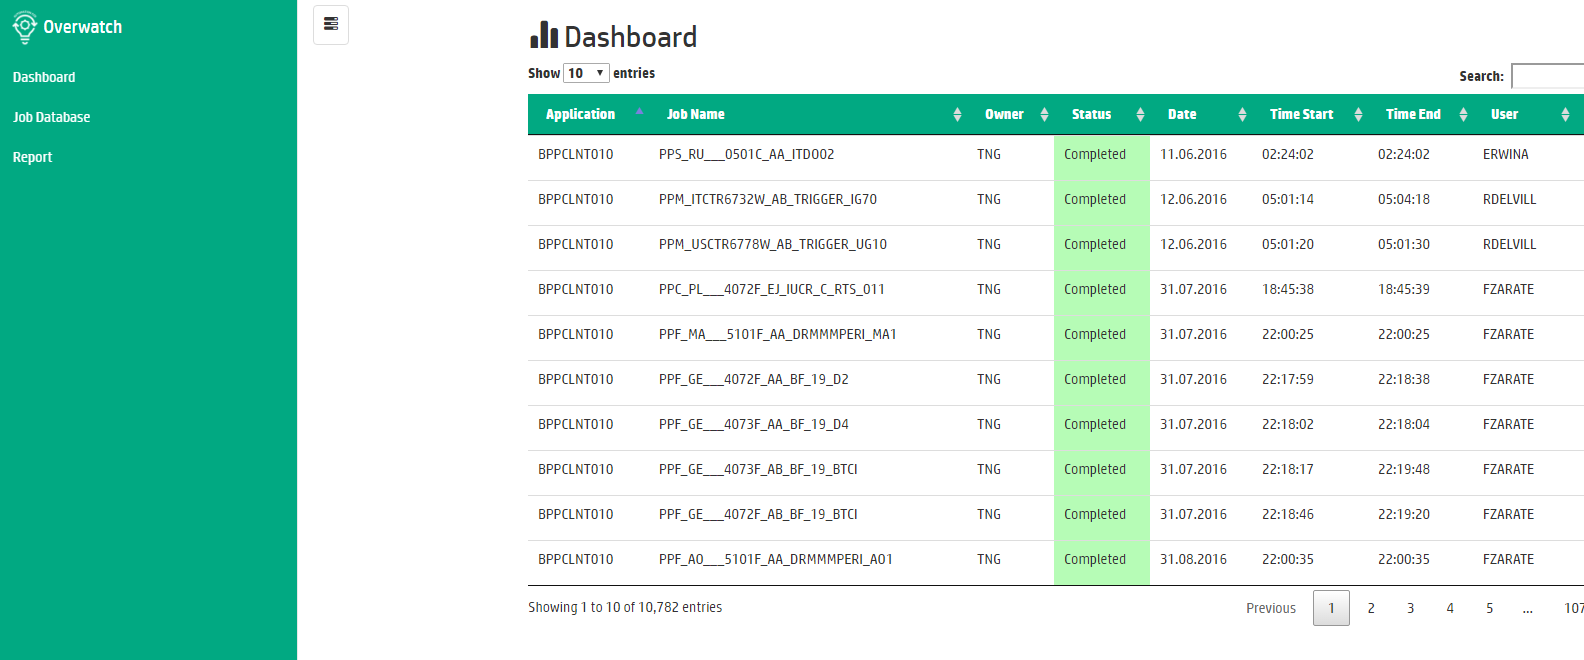 Overwatch
Dashboard
Job Database
Report
Dashboard
Show 10 entries
Search:
Application Job Name Owner Status Date Time Start Time End User
BPPCLNT010 PPS_RU___0501C_AA_ITD002 TNG Completed 11.06.2016 02:24:02 02:24:02 ERWINA
BPPCLNT010 PPM_ITCTR6732W_AB_TRIGGER_IG70 TNG Completed 12.06.2016 05:01:14 05:04:18 RDELVILL
BPPCLNT010 PPM_USCTR6778W_AB_TRIGGER_UG10 TNG Completed 12.06.2016 05:01:20 05:01:30 RDELVILL
BPPCLNT010 PPC_PL___4072F_EJ_IUCR_C_RTS_011 TNG Completed 31.07.2016 18:45:38 18:45:39 FZARATE
BPPCLNT010 PPF_MA___5101F_AA_DRMMMPERI_MA1 TNG Completed 31.07.2016 22:00:25 22:00:25 FZARATE
BPPCLNT010 PPF_GE___4072F_AA_BF_19_D2 TNG Completed 31.07.2016 22:17:59 22:18:38 FZARATE
BPPCLNT010 PPF_GE___4073F_AA_BF_19_D4 TNG Completed 31.07.2016 22:18:02 22:18:04 FZARATE
BPPCLNT010 PPF_GE___4073F_AB_BF_19_BTCI TNG Completed 31.07.2016 22:18:17 22:19:48 FZARATE
BPPCLNT010 PPF_GE___4072F_AB_BF_19_BTCI TNG Completed 31.07.2016 22:18:46 22:19:20 FZARATE
BPPCLNT010 PPF_AO___5101F_AA_DRMMMPERI_AO1 TNG Completed 31.08.2016 22:00:35 22:00:35 FZARATE
Showing 1 to 10 of 10,782 entries
Previous 1 2 3 4 5 ... 107